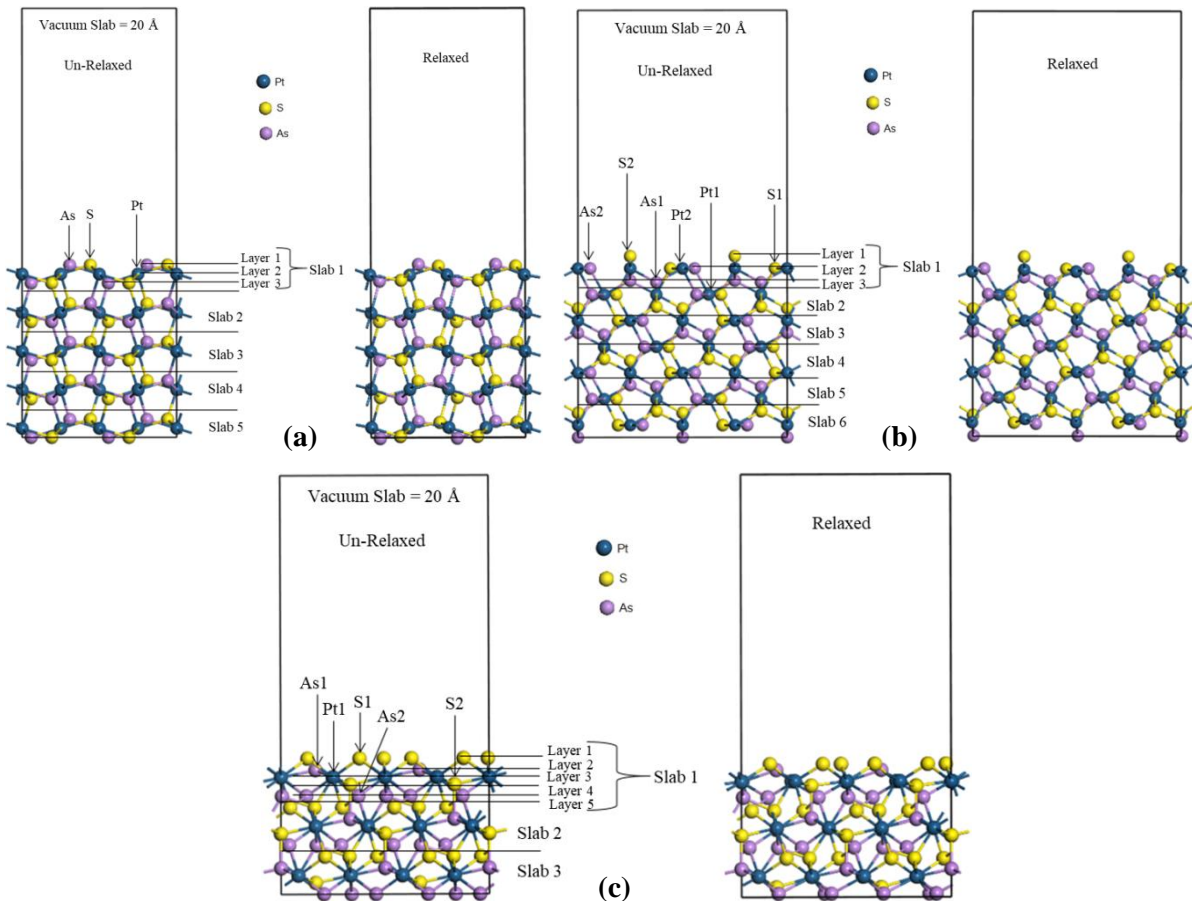 Vacuum Slab = 20 Å
Un-Relaxed
Relaxed
Pt
S
As
As
S
Pt
Layer 1
Layer 2
Layer 3
Slab 1
Slab 2
Slab 3
Slab 4
Slab 5
(a)
Vacuum Slab = 20 Å
Un-Relaxed
Relaxed
Pt
S
As
S2
As2
As1
Pt2
Pt1
S1
Layer 1
Layer 2
Layer 3
Slab 1
Slab 2
Slab 3
Slab 4
Slab 5
Slab 6
(b)
Vacuum Slab = 20 Å
Un-Relaxed
Relaxed
Pt
S
As
As1
Pt1
S1
As2
S2
Layer 1
Layer 2
Layer 3
Layer 4
Layer 5
Slab 1
Slab 2
Slab 3
(c)